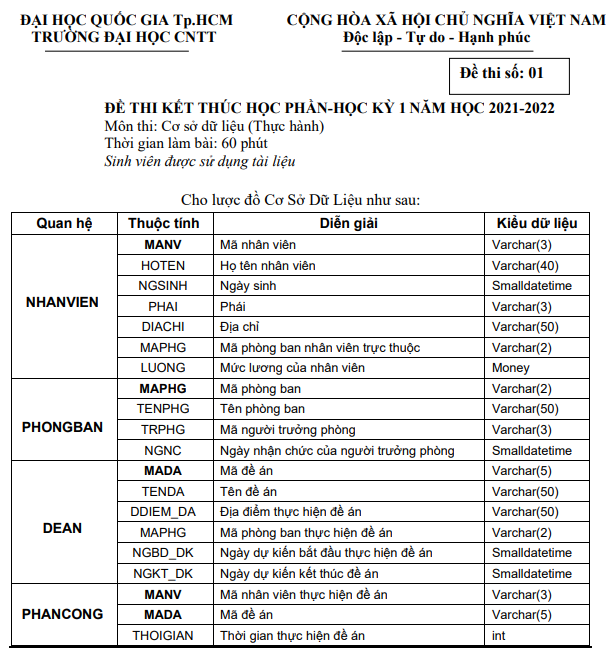 ĐẠI HỌC QUỐC GIA Tp.HCM
TRƯỜNG ĐẠI HỌC CNTT
CỘNG HÒA XÃ HỘI CHỦ NGHĨA VIỆT NAM
Độc lập - Tự do - Hạnh phúc
Đề thi số: 01
ĐỀ THI KẾT THÚC HỌC PHẦN-HỌC KỲ 1 NĂM HỌC 2021-2022
Môn thi: Cơ sở dữ liệu (Thực hành)
Thời gian làm bài: 60 phút
Sinh viên được sử dụng tài liệu
Cho lược đồ Cơ Sở Dữ Liệu như sau:
Quan hệ Thuộc tính Diễn giải Kiểu dữ liệu
NHANVIEN
MANV Mã nhân viên Varchar(3)
HOTEN Họ tên nhân viên Varchar(40)
NGSINH Ngày sinh Smalldatetime
PHAI Phái Varchar(3)
DIACHI Địa chỉ Varchar(50)
MAPHG Mã phòng ban nhân viên trực thuộc Varchar(2)
LUONG Mức lương của nhân viên Money
PHONGBAN
MAPHG Mã phòng ban Varchar(2)
TENPHG Tên phòng ban Varchar(50)
TRPHG Mã người trưởng phòng Varchar(3)
NGNC Ngày nhận chức của người trưởng phòng Smalldatetime
DEAN
MADA Mã đề án Varchar(5)
TENDA Tên đề án Varchar(50)
DDIEM_DA Địa điểm thực hiện đề án Varchar(50)
MAPHG Mã phòng ban thực hiện đề án Varchar(2)
NGBD_DK Ngày dự kiến bắt đầu thực hiện đề án Smalldatetime
NGKT_DK Ngày dự kiến kết thúc đề án Smalldatetime
PHANCONG
MANV Mã nhân viên thực hiện đề án Varchar(3)
MADA Mã đề án Varchar(5)
THOIGIAN Thời gian thực hiện đề án int